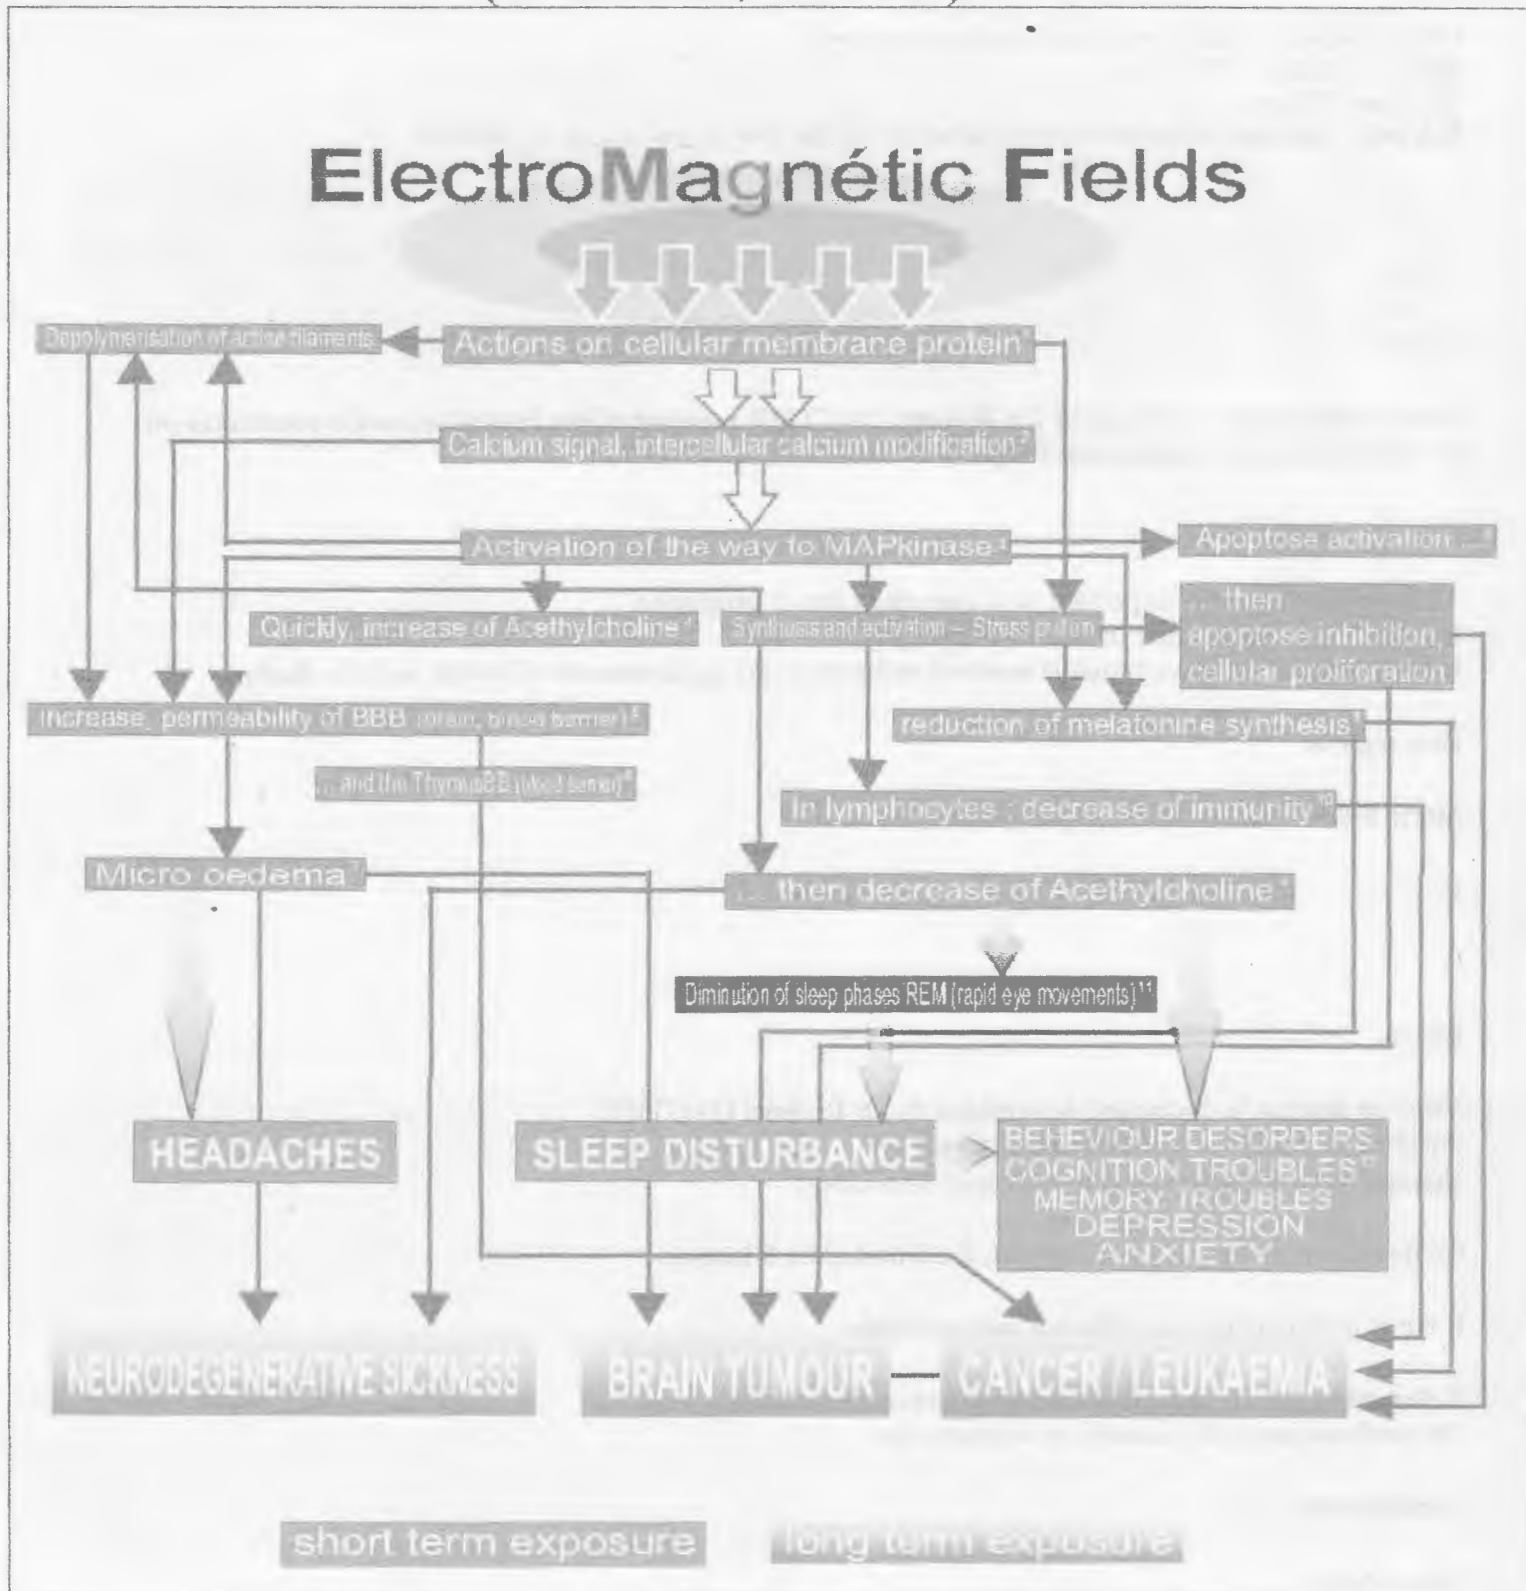 ElectroMagnétic Fields
Depolymerisation of actine filaments
Actions on cellular membrane protein
Calcium signal, intercellular calcium modification
Activation of the way to MAPkinase
Apoptose activation ...
Quickly, increase of Acethylcholine
Synthesis and activation – Stress protein
... then
apoptose inhibition,
cellular proliferation
increase, permeability of BBB (brain, blood barrier)
reduction of melatonine synthesis
... and the ThymusBB (blood barrier)
In lymphocytes : decrease of immunity
Micro oedema
... then decrease of Acethylcholine
Diminution of sleep phases REM (rapid eye movements)¹¹
HEADACHES
SLEEP DISTURBANCE
BEHEVIOUR DESORDERS
COGNITION TROUBLES
MEMORY TROUBLES
DEPRESSION
ANXIETY
NEURODEGENERATIVE SICKNESS
BRAIN TUMOUR
CANCER / LEUKAEMIA
short term exposure
long term exposure